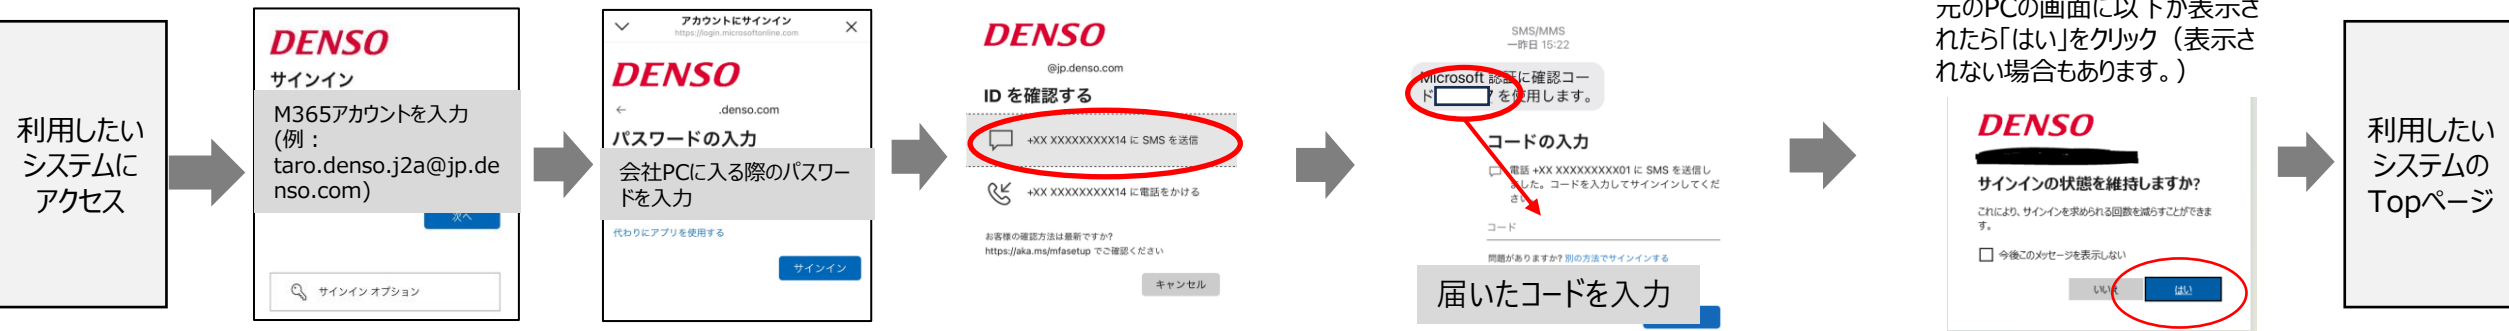 利用したい
システムに
アクセス
DENSO
サインイン
M365アカウントを入力
(例：
taro.denso.j2a@jp.de
nso.com)
次へ
サインイン オプション
アカウントにサインイン
https://login.microsoftonline.com
DENSO
.denso.com
パスワードの入力
会社PCに入る際のパスワー
ドを入力
代わりにアプリを使用する
サインイン
DENSO
@jp.denso.com
ID を確認する
+XX XXXXXXXXX14 に SMS を送信
+XX XXXXXXXXX14 に電話をかける
お客様の確認方法は最新ですか?
https://aka.ms/mfasetup でご確認ください
キャンセル
SMS/MMS
一昨日 15:22
Microsoft 認証に確認コー
ド を使用します。
コードの入力
電話 +XX XXXXXXXXX01 に SMS を送信し
ました。コードを入力してサインインしてくだ
さい
コード
問題がありますか? 別の方法でサインインする
届いたコードを入力
元のPCの画面に以下が表示さ
れたら「はい」をクリック（表示さ
れない場合もあります。）
DENSO
サインインの状態を維持しますか?
これにより、サインインを求められる回数を減らすことができま
す。
今後このメッセージを表示しない
いいえ
はい
利用したい
システムの
Topページ